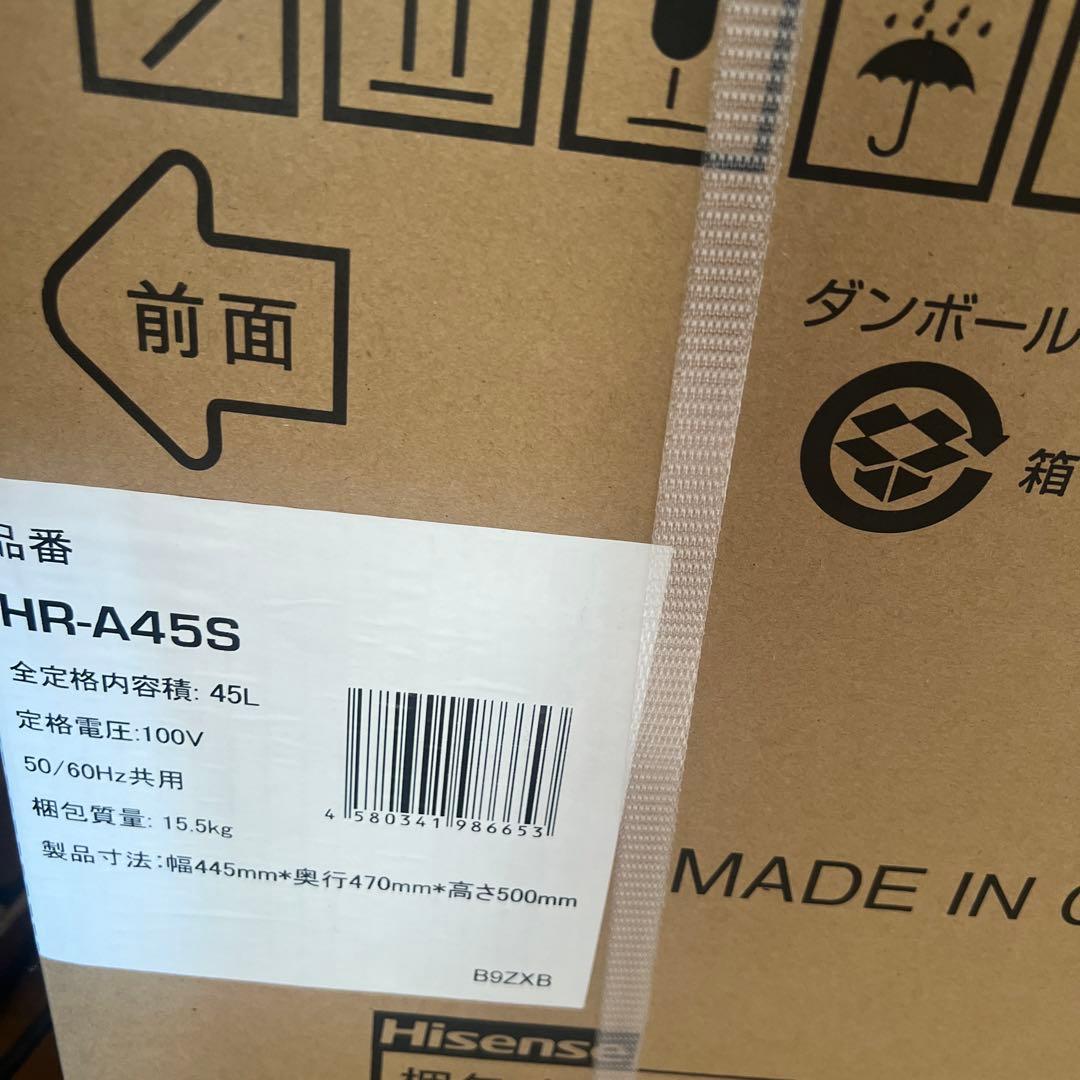 前面
ダンボール
箱
品番
HR-A45S
全定格内容積: 45L
定格電圧:100V
50/60Hz共用
梱包質量: 15.5kg
製品寸法:幅445mm*奥行470mm*高さ500mm
4 580341 986653
B9ZXB
MADE IN
Hisense